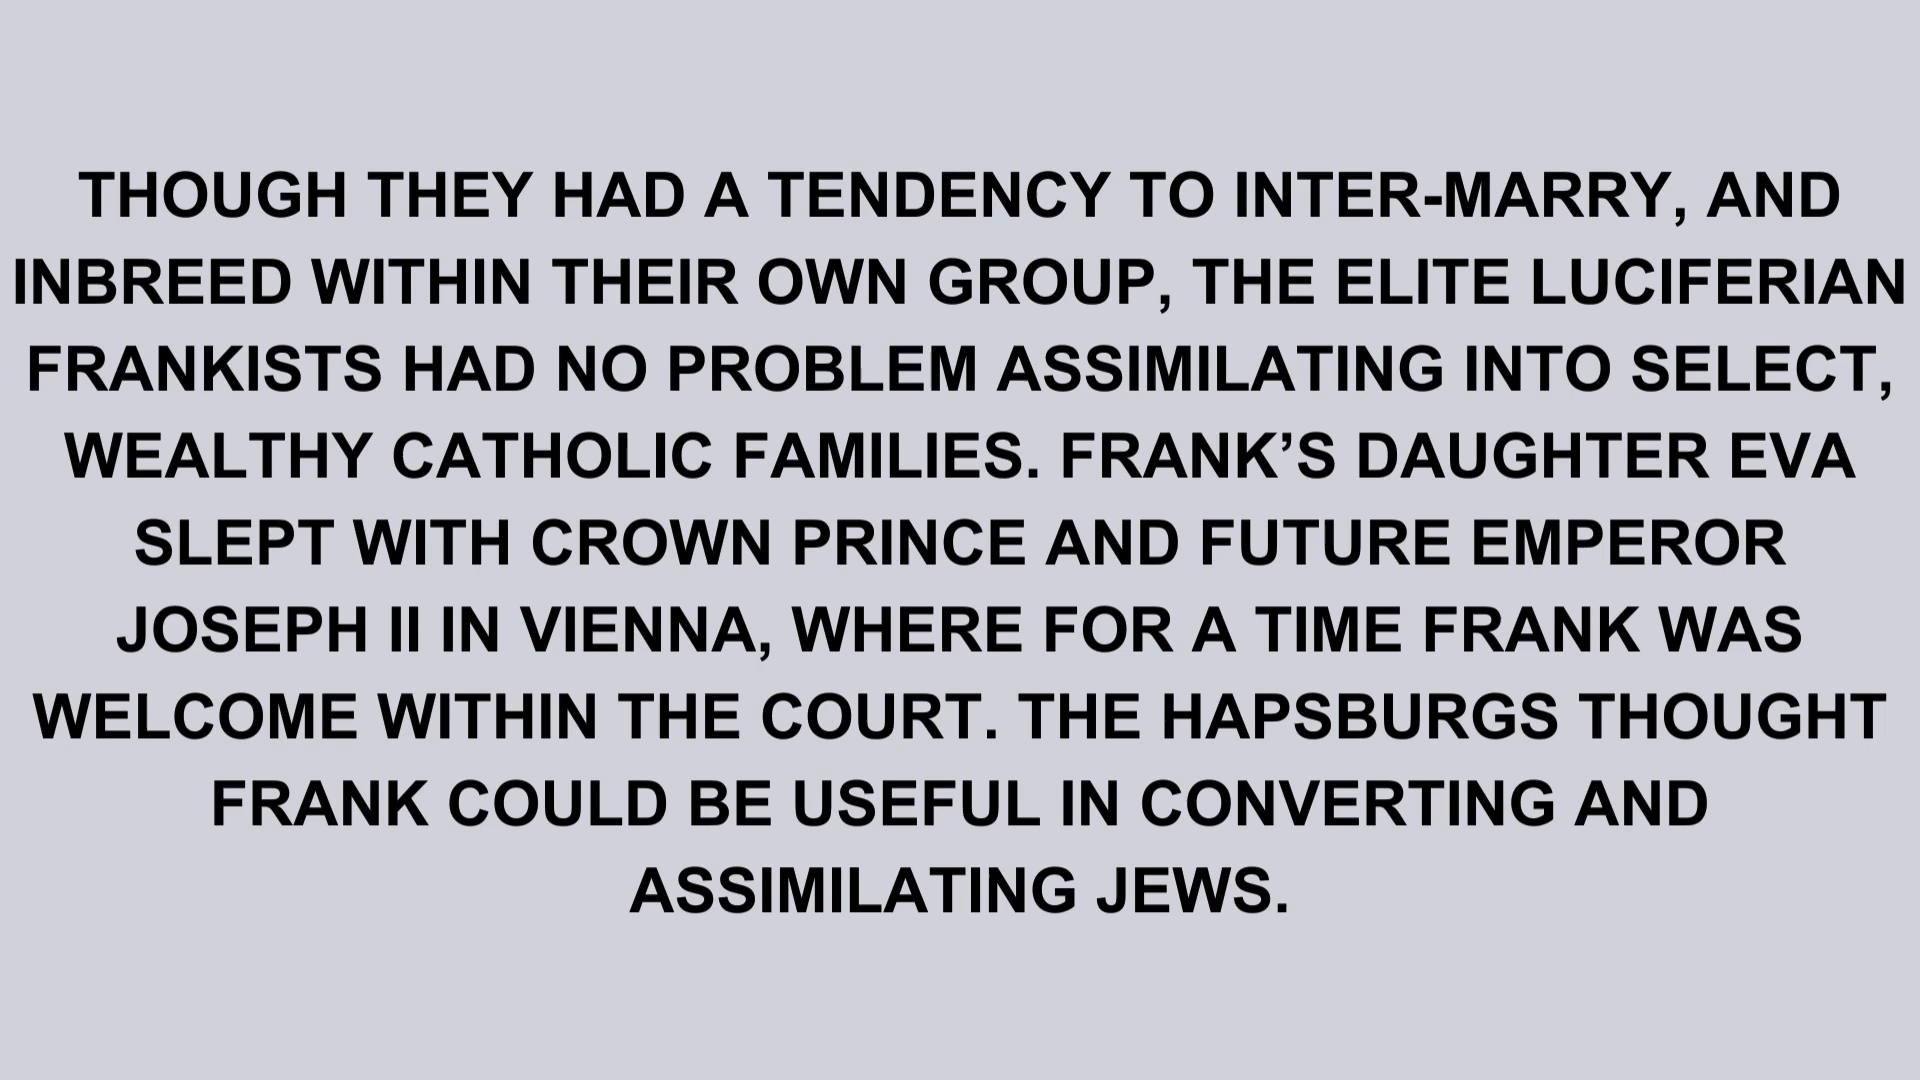 THOUGH THEY HAD A TENDENCY TO INTER-MARRY, AND
INBREED WITHIN THEIR OWN GROUP, THE ELITE LUCIFERIAN
FRANKISTS HAD NO PROBLEM ASSIMILATING INTO SELECT,
WEALTHY CATHOLIC FAMILIES. FRANK’S DAUGHTER EVA
SLEPT WITH CROWN PRINCE AND FUTURE EMPEROR
JOSEPH II IN VIENNA, WHERE FOR A TIME FRANK WAS
WELCOME WITHIN THE COURT. THE HAPSBURGS THOUGHT
FRANK COULD BE USEFUL IN CONVERTING AND
ASSIMILATING JEWS.